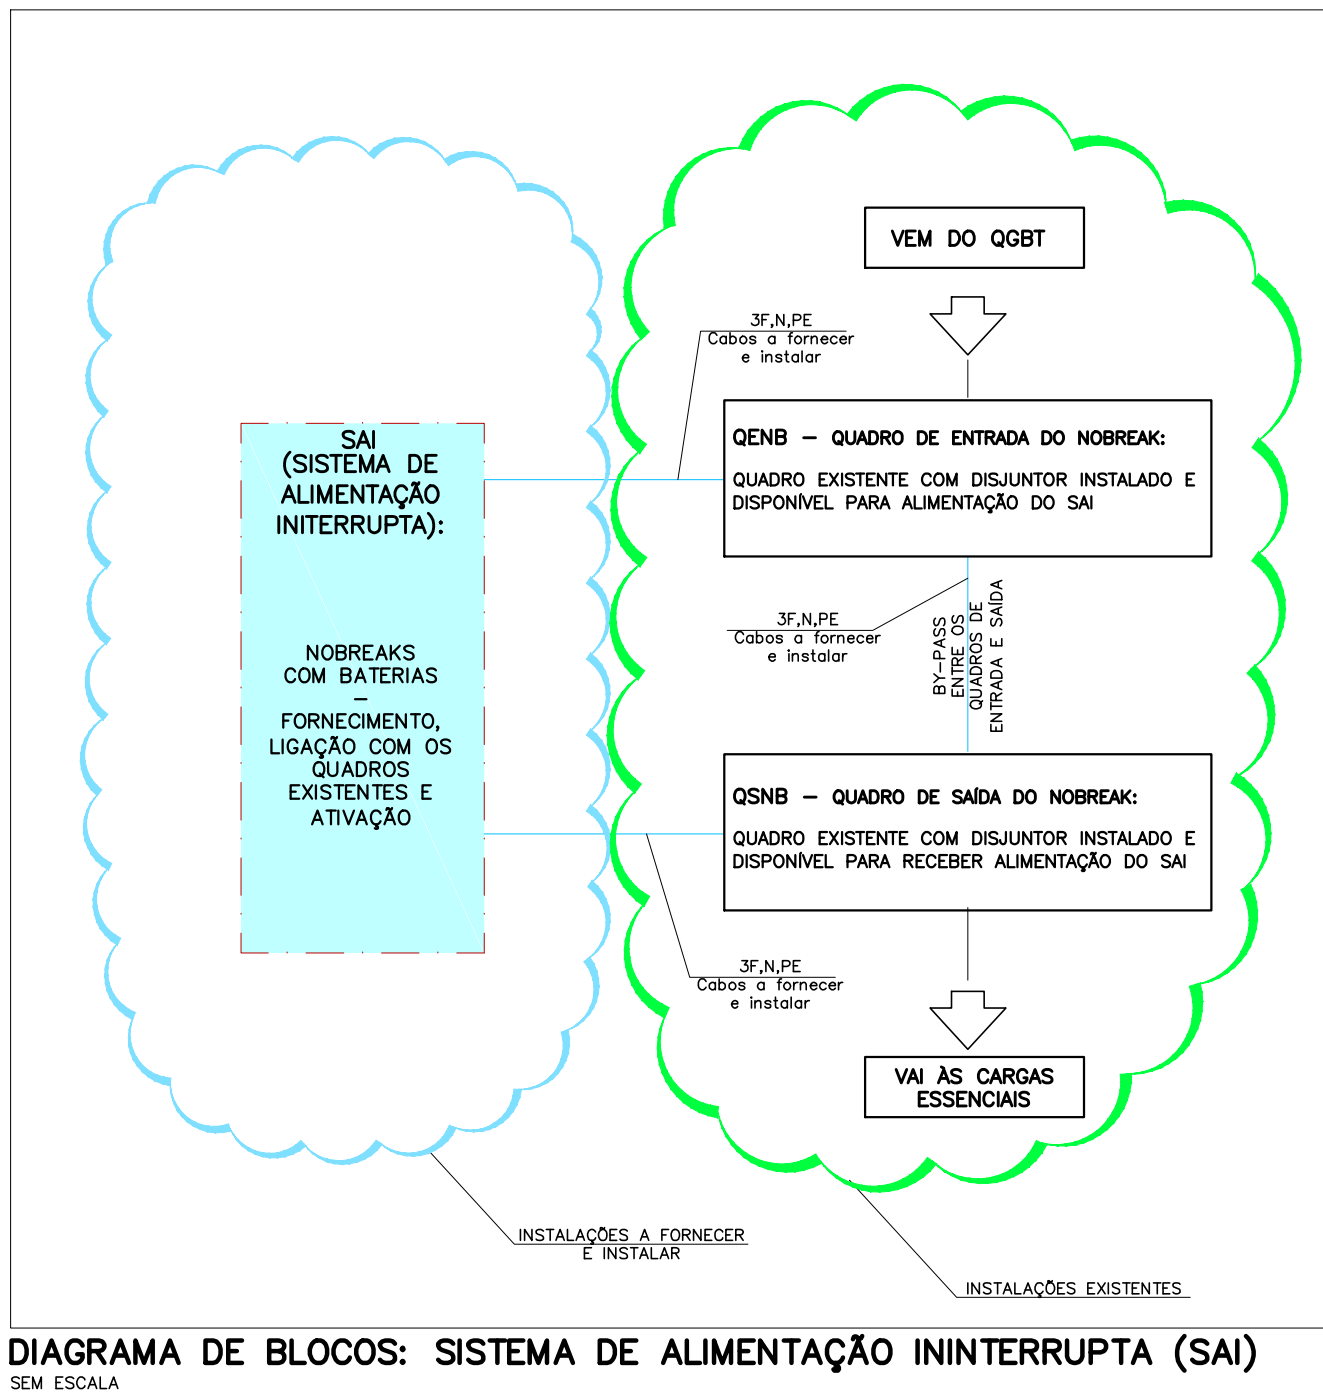 VEM DO QGBT
3F,N,PE
Cabos a fornecer
e instalar
QENB – QUADRO DE ENTRADA DO NOBREAK:
QUADRO EXISTENTE COM DISJUNTOR INSTALADO E
DISPONÍVEL PARA ALIMENTAÇÃO DO SAI
SAI
(SISTEMA DE
ALIMENTAÇÃO
INITERRUPTA):
NOBREAKS
COM BATERIAS
–
FORNECIMENTO,
LIGAÇÃO COM OS
QUADROS
EXISTENTES E
ATIVAÇÃO
3F,N,PE
Cabos a fornecer
e instalar
BY–PASS
ENTRE OS
QUADROS DE
ENTRADA E SAÍDA
QSNB – QUADRO DE SAÍDA DO NOBREAK:
QUADRO EXISTENTE COM DISJUNTOR INSTALADO E
DISPONÍVEL PARA RECEBER ALIMENTAÇÃO DO SAI
3F,N,PE
Cabos a fornecer
e instalar
VAI ÀS CARGAS
ESSENCIAIS
INSTALAÇÕES A FORNECER
E INSTALAR
INSTALAÇÕES EXISTENTES
DIAGRAMA DE BLOCOS: SISTEMA DE ALIMENTAÇÃO ININTERRUPTA (SAI)
SEM ESCALA